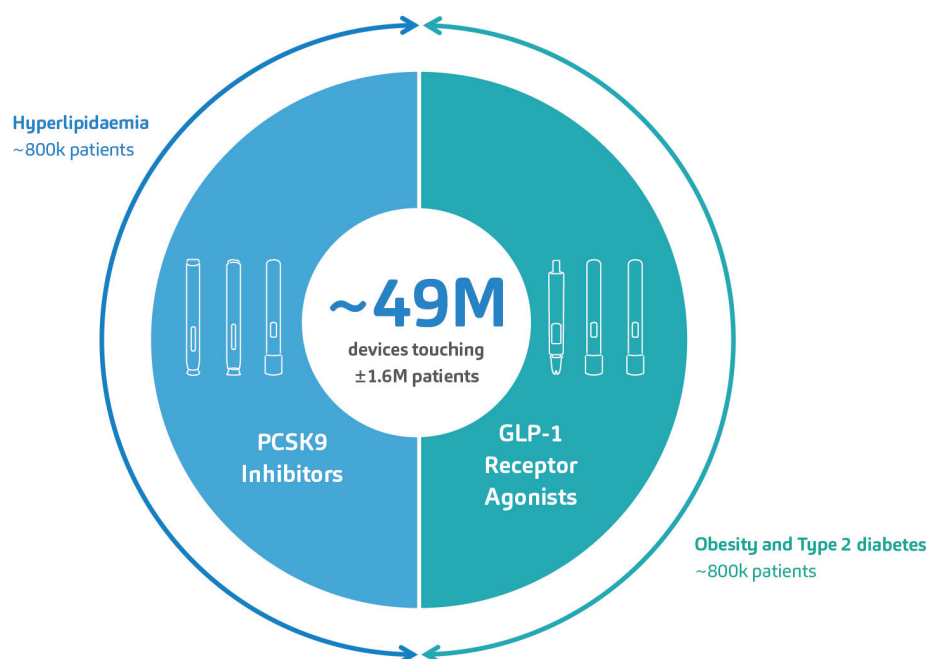 Hyperlipidaemia
~800k patients
~49M
devices touching
±1.6M patients
PCSK9
Inhibitors
GLP-1
Receptor
Agonists
Obesity and Type 2 diabetes
~800k patients